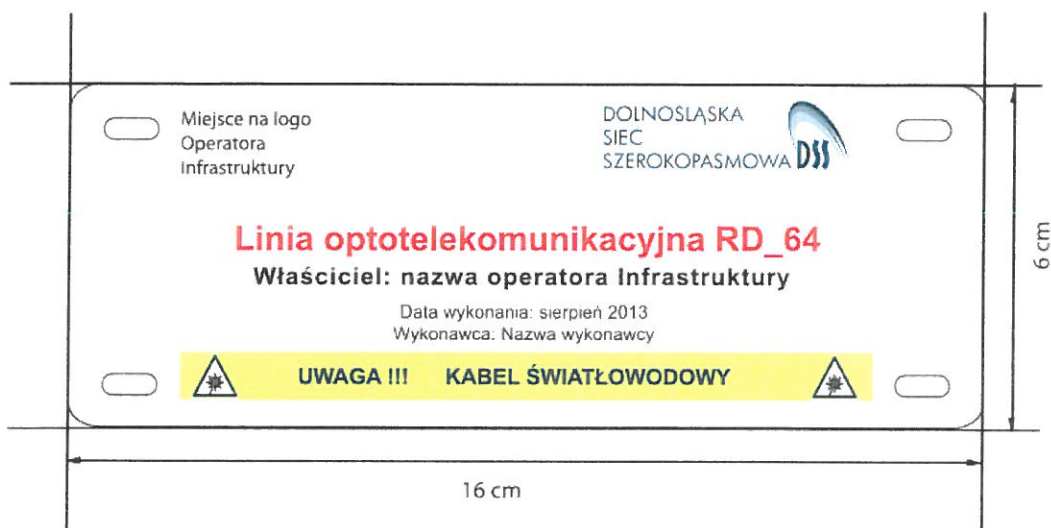 Miejsce na logo
Operatora
Infrastruktury
DOLNOSLĄSKA
SIEC
SZEROKOPASMOWA DSS
Linia optotelekomunikacyjna RD_64
Właściciel: nazwa operatora Infrastruktury
Data wykonania: sierpień 2013
Wykonawca: Nazwa wykonawcy
UWAGA !!! KABEL ŚWIATŁOWODOWY
6 cm
16 cm